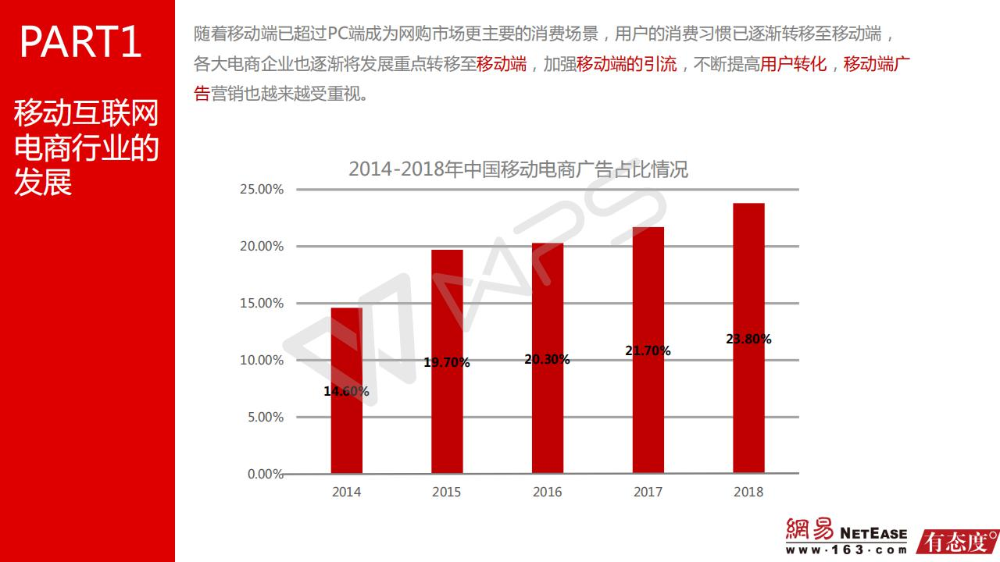 PART1
移动互联网
电商行业的
发展
随着移动端已超过PC端成为网购市场更主要的消费场景，用户的消费习惯已逐渐转移至移动端，
各大电商企业也逐渐将发展重点转移至移动端，加强移动端的引流，不断提高用户转化，移动端广
告营销也越来越受重视。
2014-2018年中国移动电商广告占比情况
25.00%
20.00%
15.00%
10.00%
5.00%
0.00%
14.60%
19.70%
20.30%
21.70%
23.80%
2014
2015
2016
2017
2018
WPS
網易 NETEASE
www.163.com
有态度°